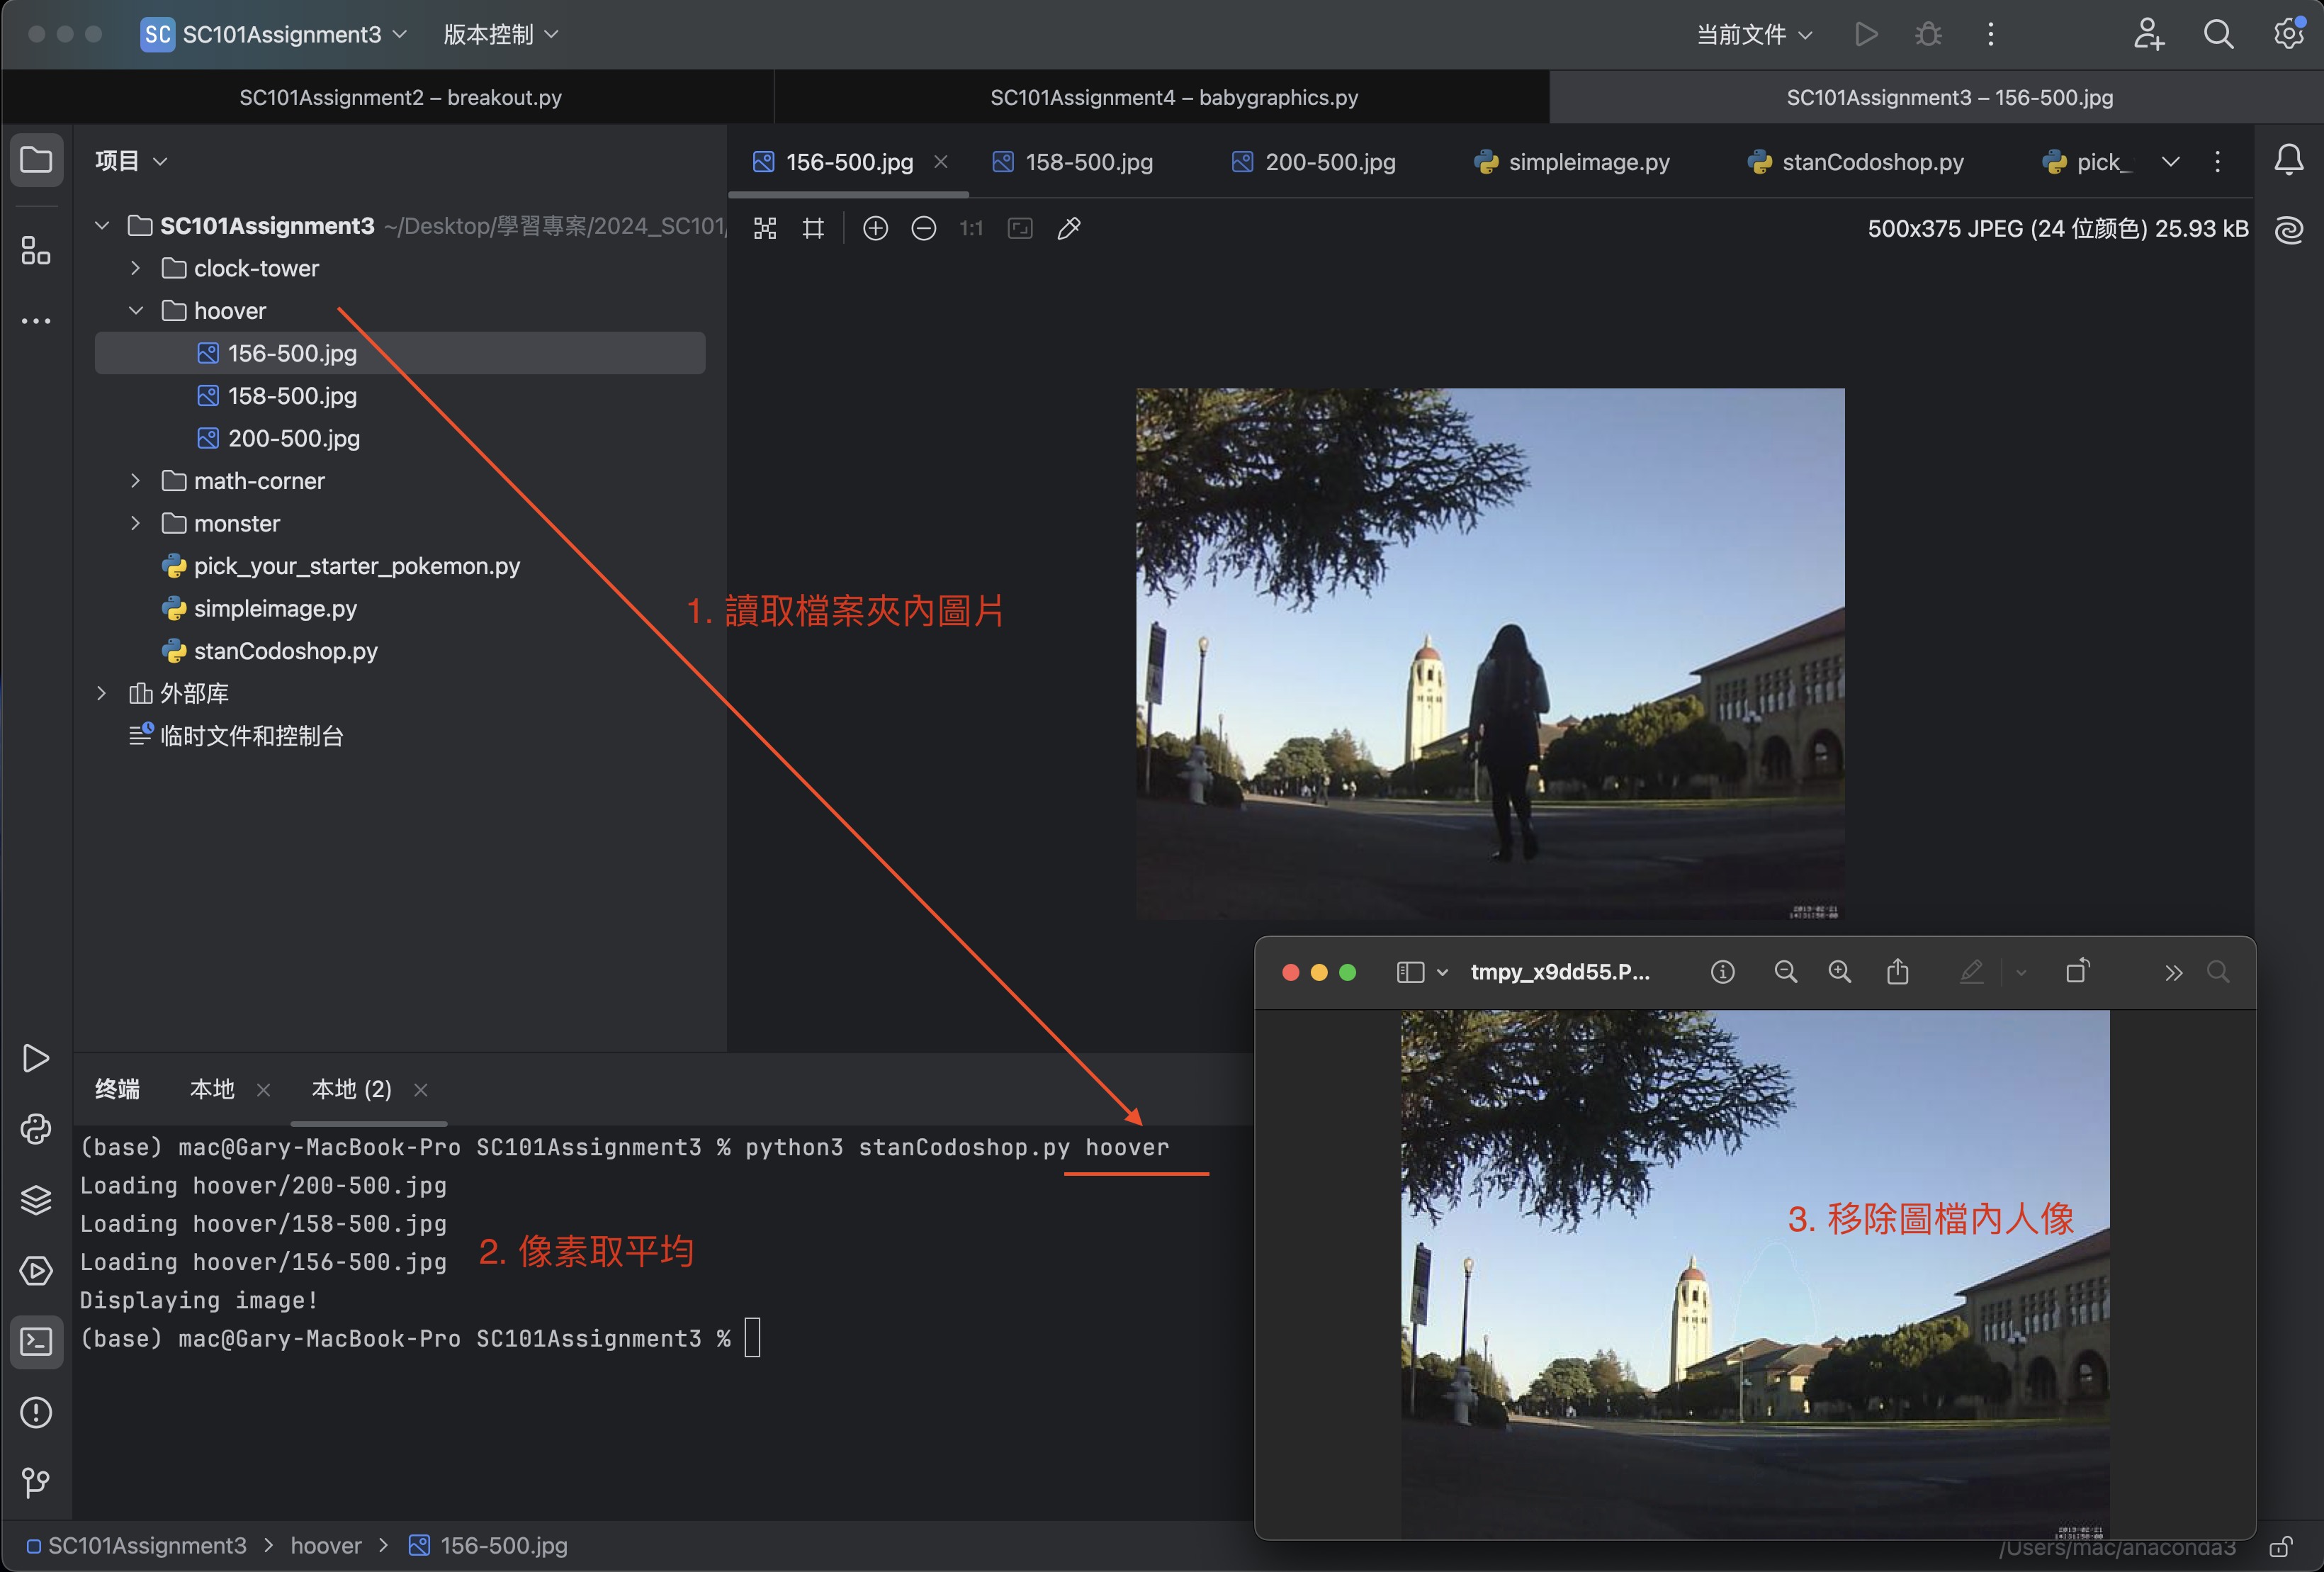 SC SC101Assignment3 版本控制 当前文件
SC101Assignment2 – breakout.py SC101Assignment4 – babygraphics.py SC101Assignment3 – 156-500.jpg
项目 156-500.jpg 158-500.jpg 200-500.jpg simpleimage.py stanCodoshop.py pick_
SC101Assignment3 ~/Desktop/學習專案/2024_SC101/
1:1 500x375 JPEG (24 位颜色) 25.93 kB
clock-tower
hoover
156-500.jpg
158-500.jpg
200-500.jpg
math-corner
monster
pick_your_starter_pokemon.py
simpleimage.py
stanCodoshop.py
外部库
临时文件和控制台
1. 讀取檔案夾內圖片
tmpy_x9dd55.P...
3. 移除圖檔內人像
终端 本地 本地 (2)
(base) mac@Gary-MacBook-Pro SC101Assignment3 % python3 stanCodoshop.py hoover
Loading hoover/200-500.jpg
Loading hoover/158-500.jpg
Loading hoover/156-500.jpg
2. 像素取平均
Displaying image!
(base) mac@Gary-MacBook-Pro SC101Assignment3 %
SC101Assignment3 > hoover > 156-500.jpg /Users/mac/anaconda3